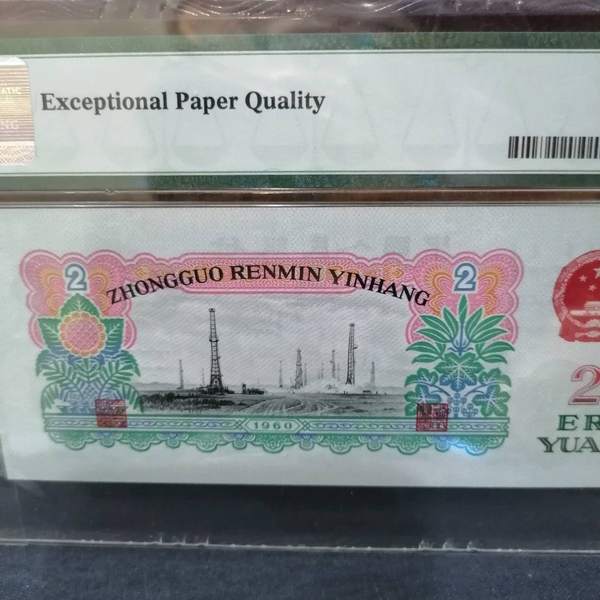 Exceptional Paper Quality
2
2
ZHONGGUO RENMIN YINHANG
1960
2
ER
YUA